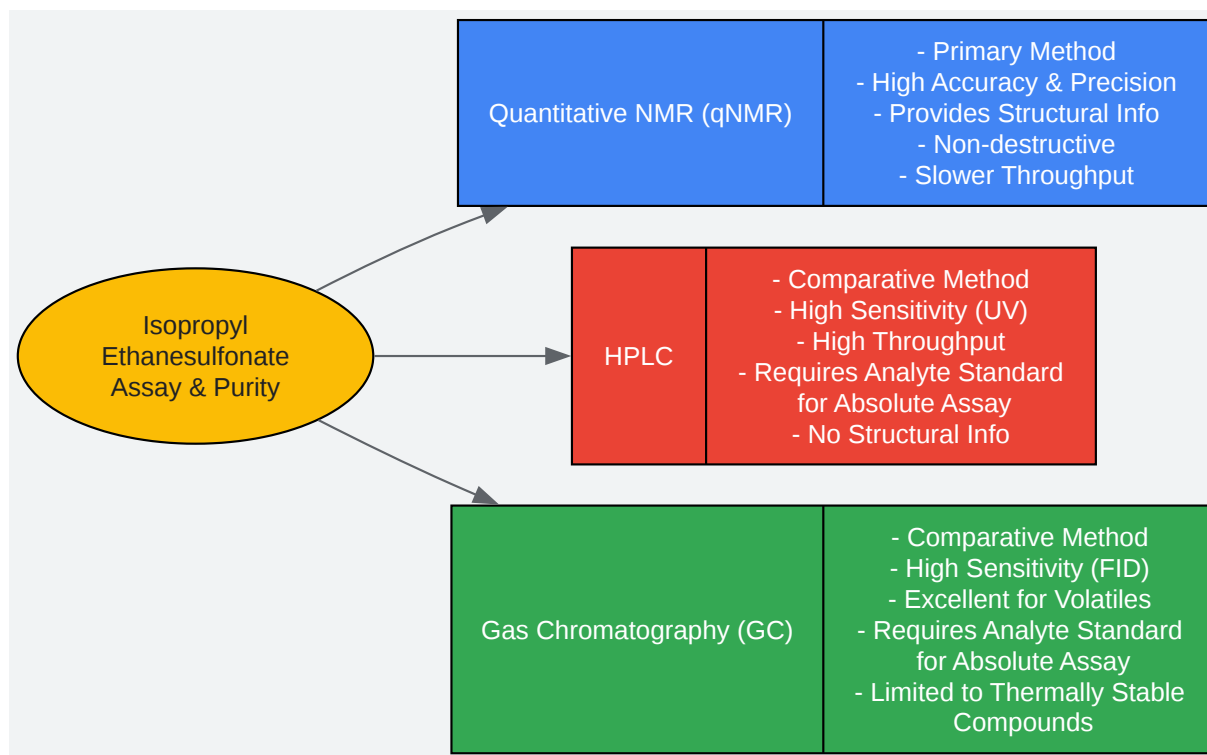 Isopropyl
Ethanesulfonate
Assay & Purity
Quantitative NMR (qNMR)
- Primary Method
- High Accuracy & Precision
- Provides Structural Info
- Non-destructive
- Slower Throughput
HPLC
- Comparative Method
- High Sensitivity (UV)
- High Throughput
- Requires Analyte Standard
for Absolute Assay
- No Structural Info
Gas Chromatography (GC)
- Comparative Method
- High Sensitivity (FID)
- Excellent for Volatiles
- Requires Analyte Standard
for Absolute Assay
- Limited to Thermally Stable
Compounds